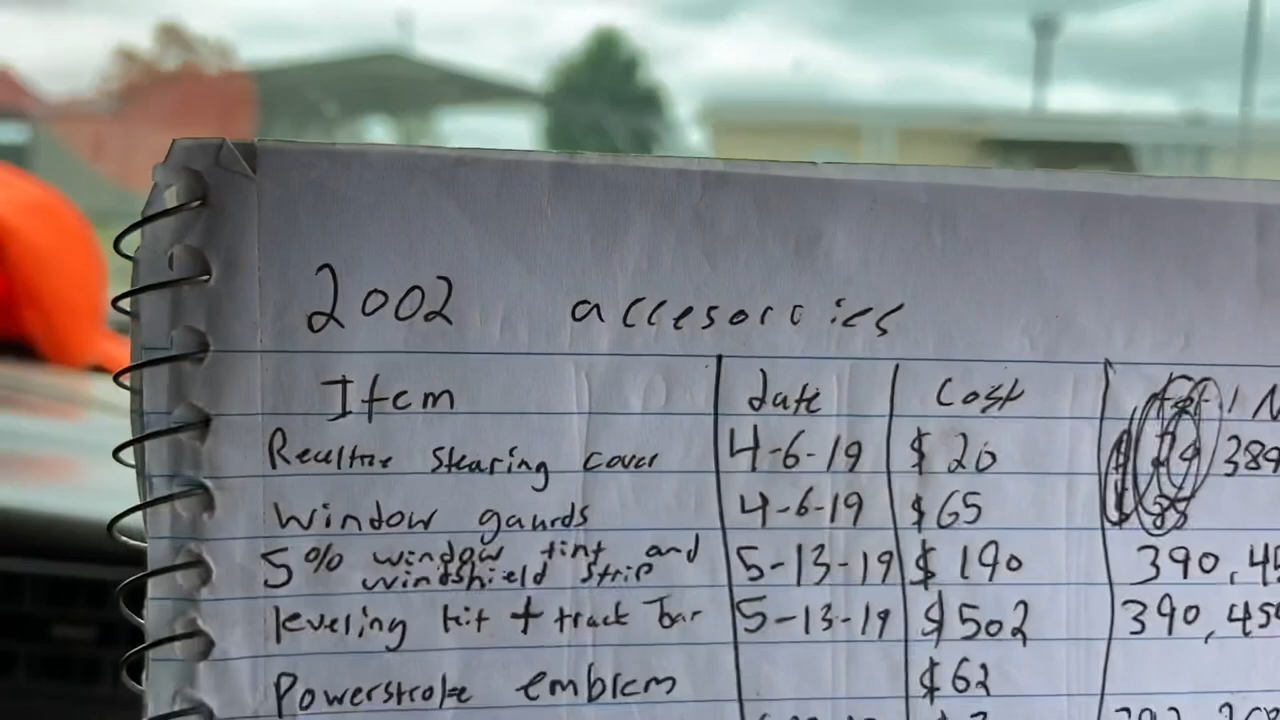 2002 accesorries
Item date Cost
Realtree stearing cover 4-6-19 $20 389
Window gaurds 4-6-19 $65
5% window tint and
windshield strip 5-13-19 $190 390,45
leveling kit + track bar 5-13-19 $502 390,450
Powerstroke emblem $62